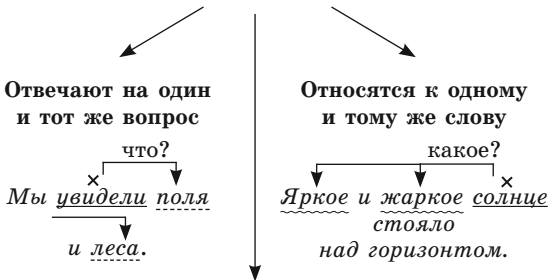 Отвечают на один
и тот же вопрос
что?
Мы увидели поля
и леса.
Относятся к одному
и тому же слову
какое?
Яркое и жаркое солнце
стояло
над горизонтом.